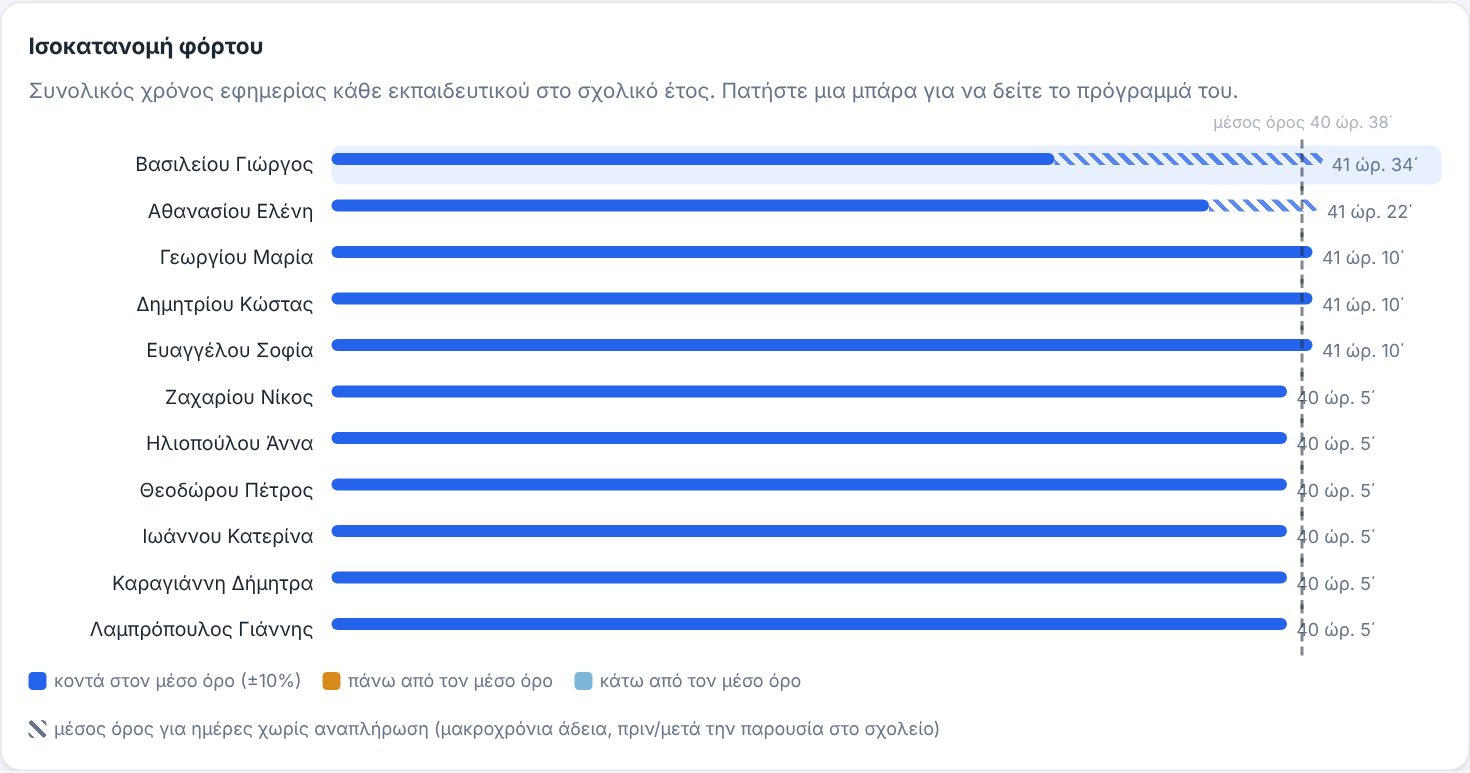 Ισοκατανομή φόρτου
Συνολικός χρόνος εφημερίας κάθε εκπαιδευτικού στο σχολικό έτος. Πατήστε μια μπάρα για να δείτε το πρόγραμμά του.
μέσος όρος 40 ώρ. 38΄
Βασιλείου Γιώργος 41 ώρ. 34΄
Αθανασίου Ελένη 41 ώρ. 22΄
Γεωργίου Μαρία 41 ώρ. 10΄
Δημητρίου Κώστας 41 ώρ. 10΄
Ευαγγέλου Σοφία 41 ώρ. 10΄
Ζαχαρίου Νίκος 40 ώρ. 5΄
Ηλιοπούλου Άννα 40 ώρ. 5΄
Θεοδώρου Πέτρος 40 ώρ. 5΄
Ιωάννου Κατερίνα 40 ώρ. 5΄
Καραγιάννη Δήμητρα 40 ώρ. 5΄
Λαμπρόπουλος Γιάννης 40 ώρ. 5΄
κοντά στον μέσο όρο (±10%) πάνω από τον μέσο όρο κάτω από τον μέσο όρο
μέσος όρος για ημέρες χωρίς αναπλήρωση (μακροχρόνια άδεια, πριν/μετά την παρουσία στο σχολείο)